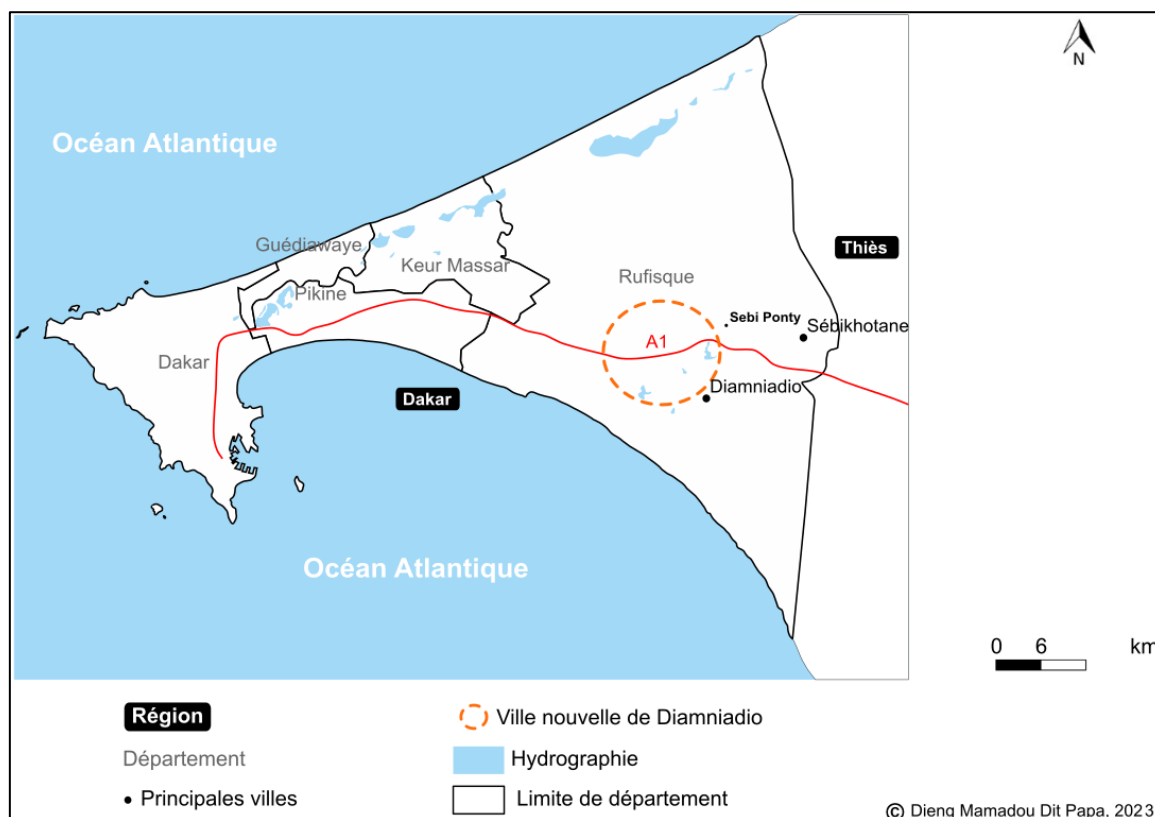 N
Océan Atlantique
Guédiawaye
Keur Massar
Thiès
Rufisque
Pikine
Sebi Ponty
Sébikhotane
A1
Dakar
Diamniadio
Dakar
Océan Atlantique
0 6 km
Région
Ville nouvelle de Diamniadio
Département
Hydrographie
Principales villes
Limite de département
© Dieng Mamadou Dit Papa, 2023